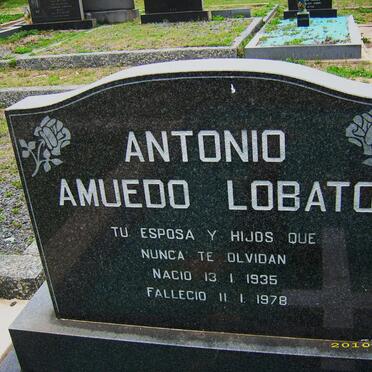 ANTONIO
AMUEDO LOBATO
TU ESPOSA Y HIJOS QUE
NUNCA TE OLVIDAN
NACIO 13 1 1935
FALLECIO 11 1 1978
2010